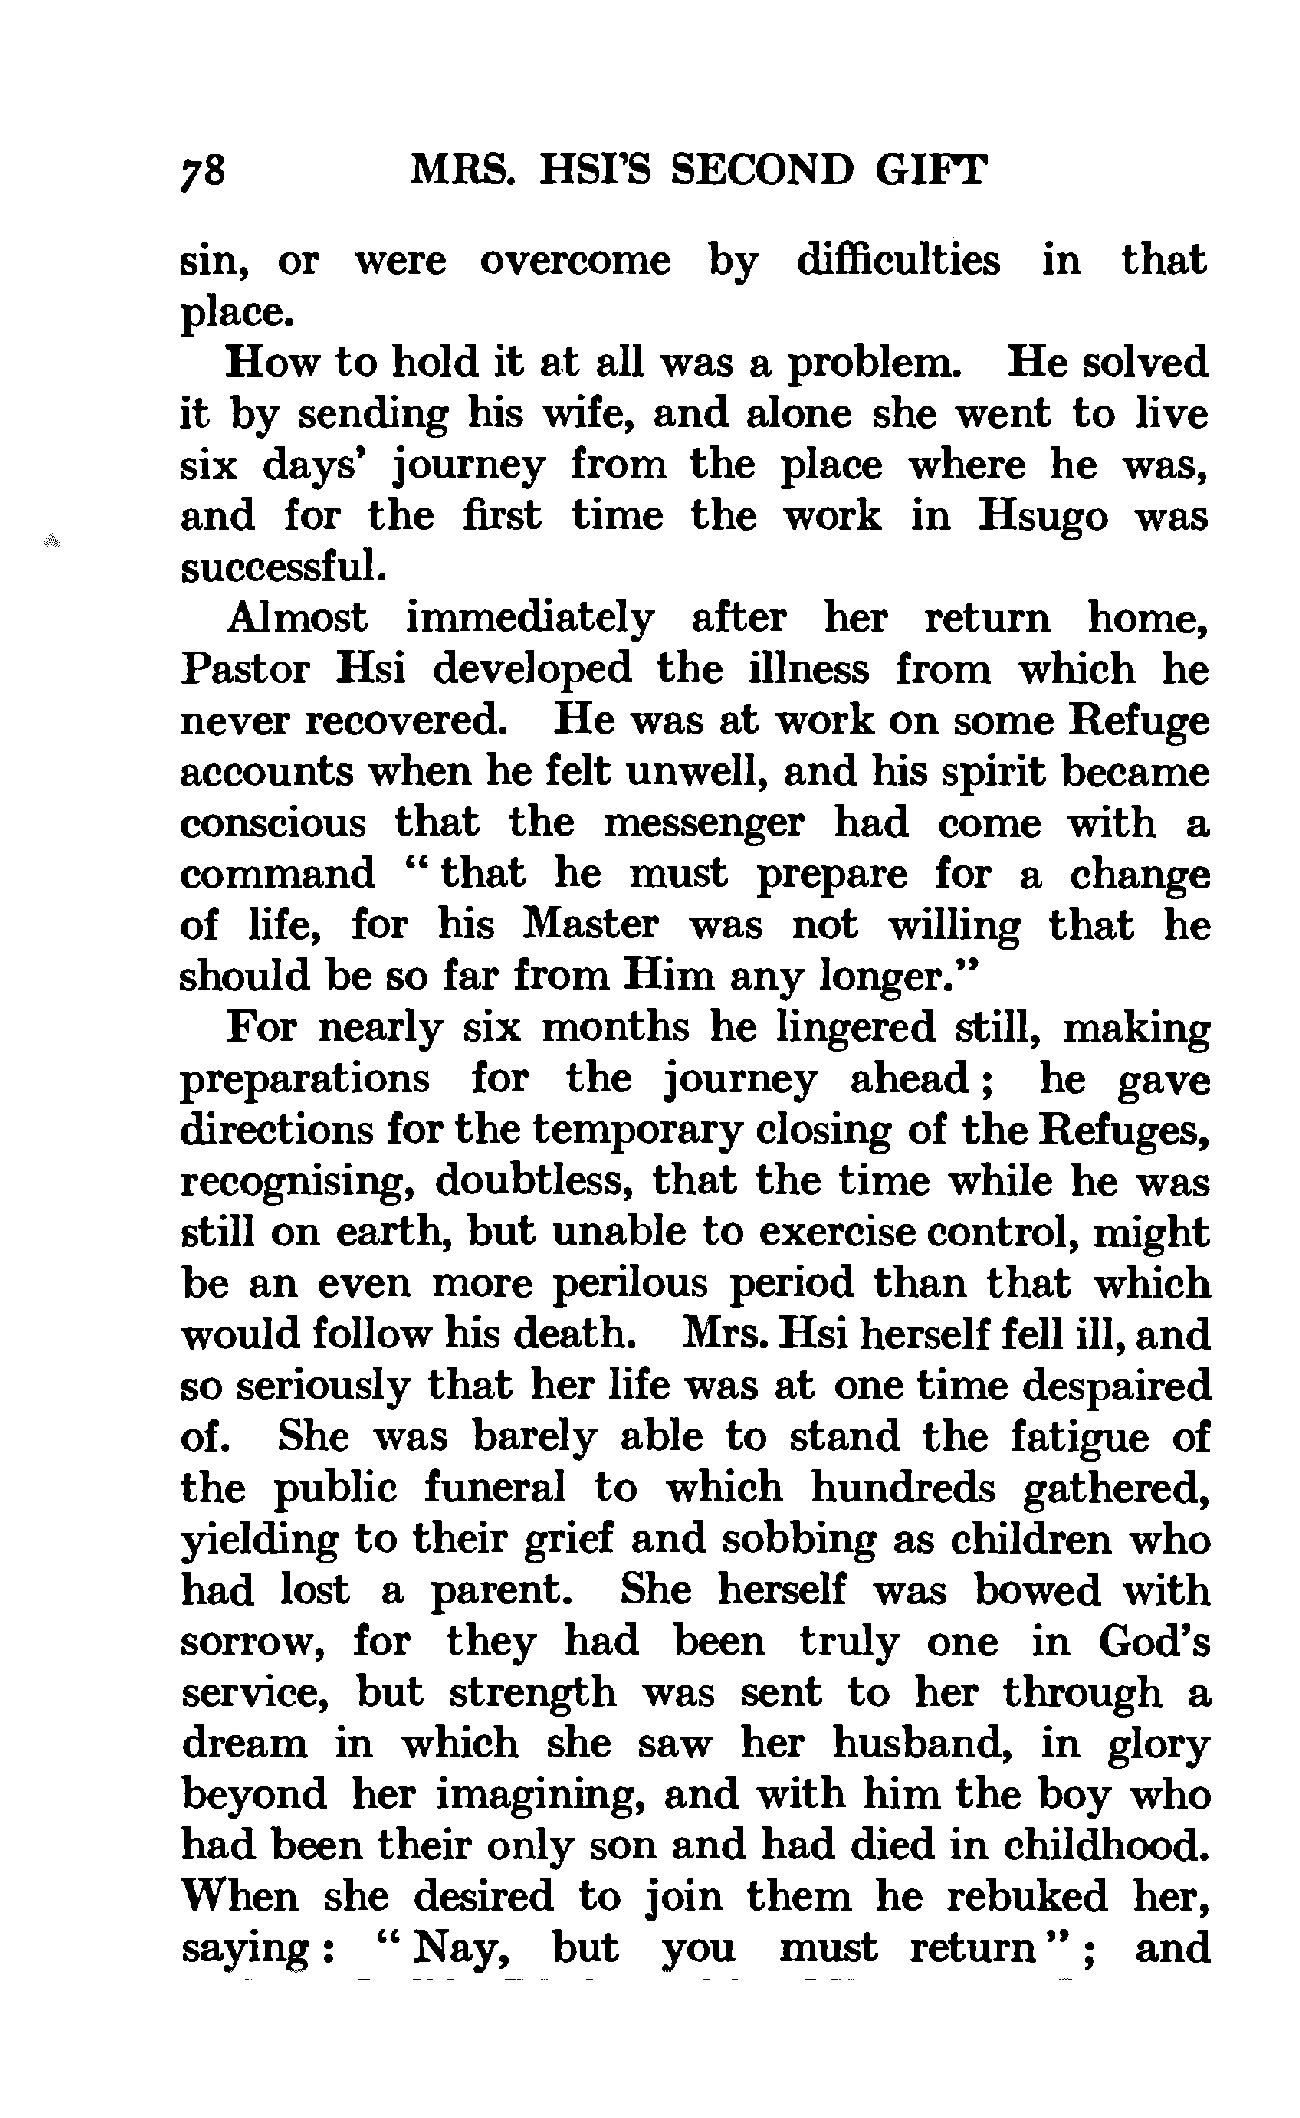 78 MRS. HSI'S SECOND GIFT
sin, or were overcome by difficulties in that
place.
How to hold it at all was a problem. He solved
it by sending his wife, and alone she went to live
six days' journey from the place where he was,
and for the first time the work in Hsugo was
successful.
Almost immediately after her return home,
Pastor Hsi developed the illness from which he
never recovered. He was at work on some Refuge
accounts when he felt unwell, and his spirit became
conscious that the messenger had come with a
command " that he must prepare for a change
of life, for his Master was not willing that he
should be so far from Him any longer."
For nearly six months he lingered still, making
preparations for the journey ahead ; he gave
directions for the temporary closing of the Refuges,
recognising, doubtless, that the time while he was
still on earth, but unable to exercise control, might
be an even more perilous period than that which
would follow his death. Mrs. Hsi herself fell ill, and
so seriously that her life was at one time despaired
of. She was barely able to stand the fatigue of
the public funeral to which hundreds gathered,
yielding to their grief and sobbing as children who
had lost a parent. She herself was bowed with
sorrow, for they had been truly one in God's
service, but strength was sent to her through a
dream in which she saw her husband, in glory
beyond her imagining, and with him the boy who
had been their only son and had died in childhood.
When she desired to join them he rebuked her,
saying : " Nay, but you must return " ; and